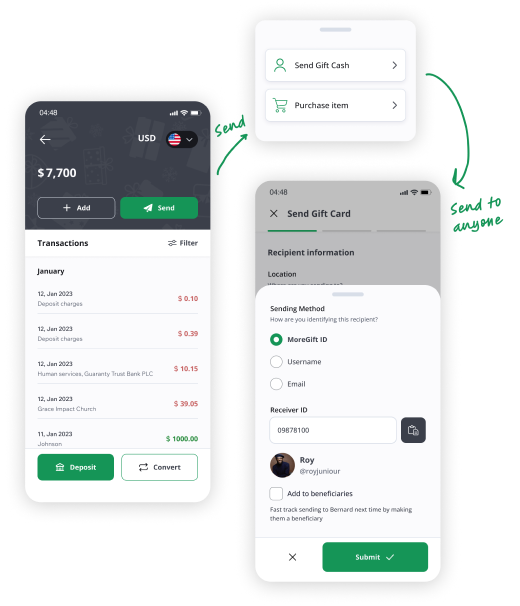 04:48
USD
$7,700
Add
Send
Transactions
Filter
January
12, Jan 2023
Deposit charges
$ 0.10
12, Jan 2023
Deposit charges
$ 0.39
12, Jan 2023
Human services, Guaranty Trust Bank PLC
$ 10.15
12, Jan 2023
Grace Impact Church
$ 39.05
11, Jan 2023
Johnson
$ 1000.00
Deposit
Convert
Send
Send Gift Cash
Purchase item
Send to
anyone
04:48
Send Gift Card
Recipient information
Location
Sending Method
How are you identifying this recipient?
MoreGift ID
Username
Email
Receiver ID
09878100
Roy
@royjuniour
Add to beneficiaries
Fast track sending to Bernard next time by making
them a beneficiary
Submit